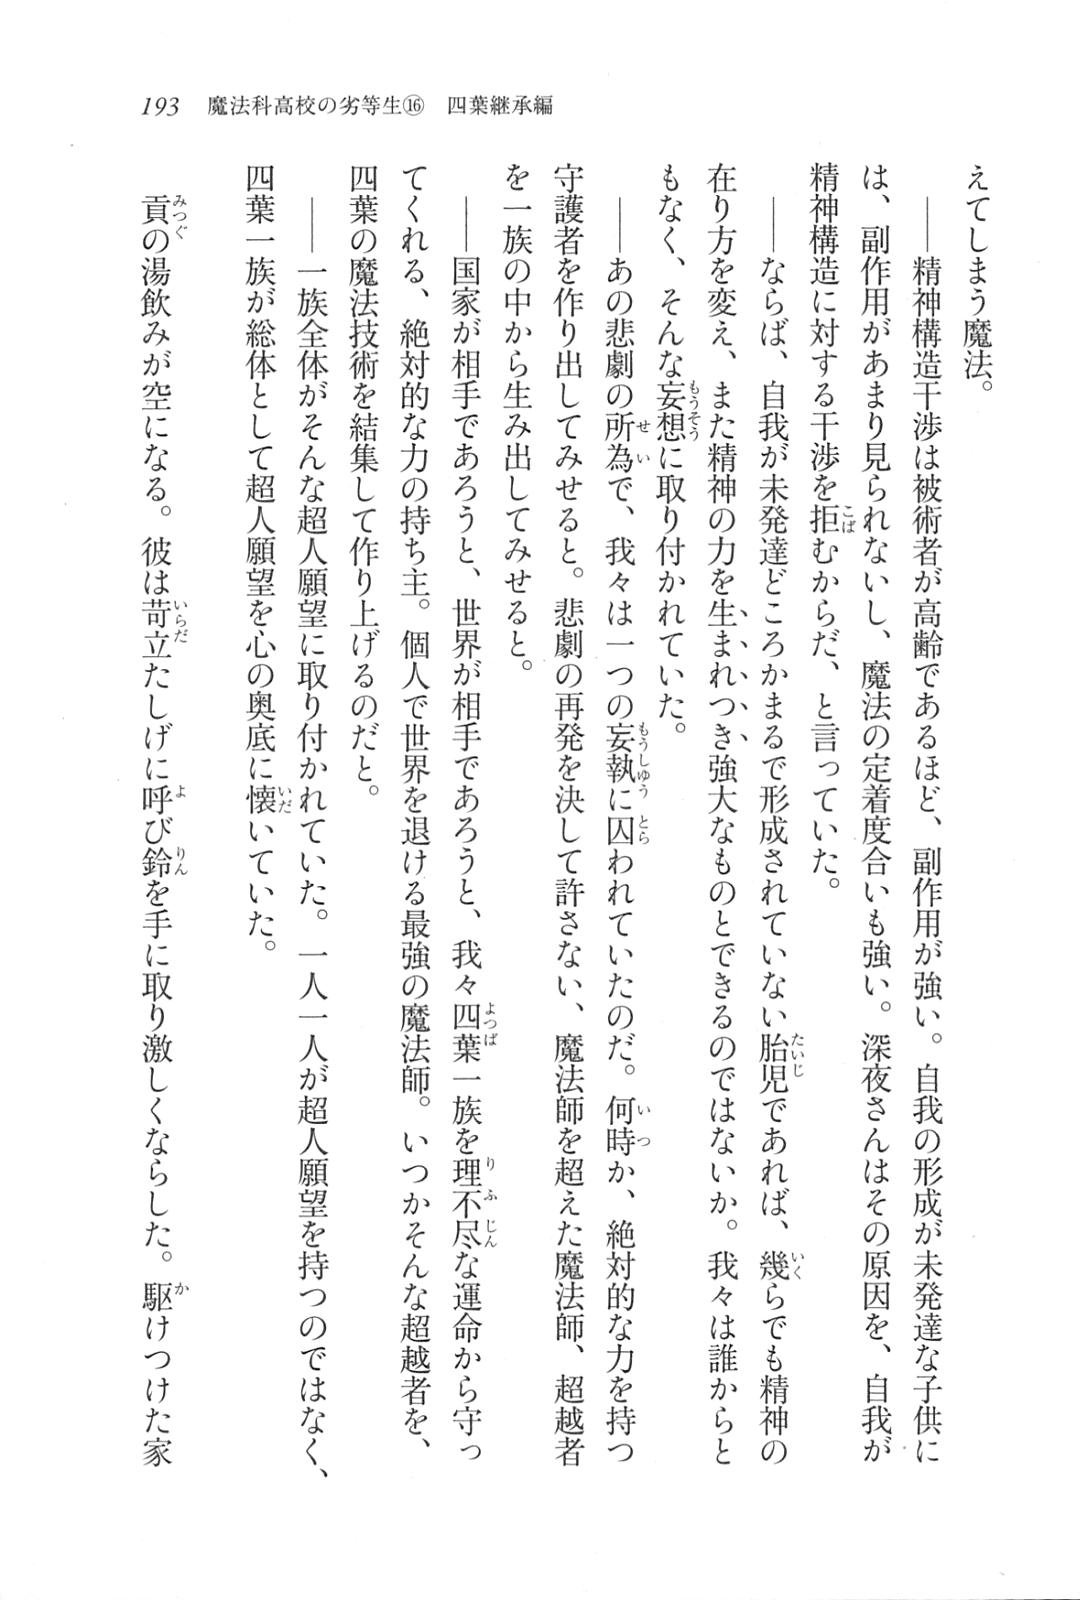 193 魔法科高校の劣等生⑯ 四葉継承編
えてしまう魔法。
――精神構造干渉は被術者が高齢であるほど、副作用が強い。自我の形成が未発達な子供に
は、副作用があまり見られないし、魔法の定着度合いも強い。深夜さんはその原因を、自我が
精神構造に対する干渉を拒むからだ、と言っていた。
――ならば、自我が未発達どころかまるで形成されていない胎児であれば、幾らでも精神の
在り方を変え、また精神の力を生まれつき強大なものとできるのではないか。我々は誰からと
もなく、そんな妄想に取り付かれていた。
――あの悲劇の所為で、我々は一つの妄執に囚われていたのだ。何時か、絶対的な力を持つ
守護者を作り出してみせると。悲劇の再発を決して許さない、魔法師を超えた魔法師、超越者
を一族の中から生み出してみせると。
――国家が相手であろうと、世界が相手であろうと、我々四葉一族を理不尽な運命から守っ
てくれる、絶対的な力の持ち主。個人で世界を退ける最強の魔法師。いつかそんな超越者を、
四葉の魔法技術を結集して作り上げるのだと。
――一族全体がそんな超人願望に取り付かれていた。一人一人が超人願望を持つのではなく、
四葉一族が総体として超人願望を心の奥底に懐いていた。
貢の湯飲みが空になる。彼は苛立たしげに呼び鈴を手に取り激しくならした。駆けつけた家